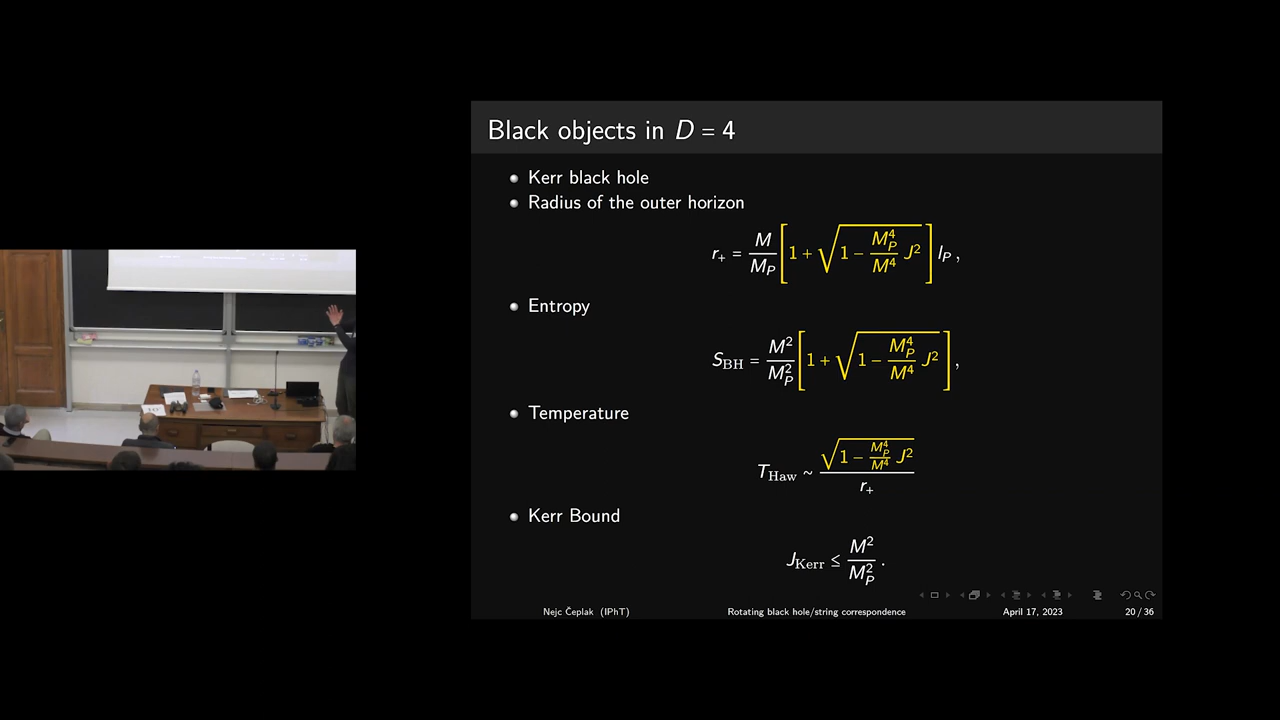 Black objects in D = 4
Kerr black hole
Radius of the outer horizon
r₊ = M/M_P [1 + √(1 − M_P⁴/M⁴ J²)] l_P ,
Entropy
S_BH = M²/M_P² [1 + √(1 − M_P⁴/M⁴ J²)] ,
Temperature
T_Haw ~ √(1 − M_P⁴/M⁴ J²) / r₊
Kerr Bound
J_Kerr ≤ M²/M_P² .
Nejc Čeplak (IPhT) Rotating black hole/string correspondence April 17, 2023 20 / 36